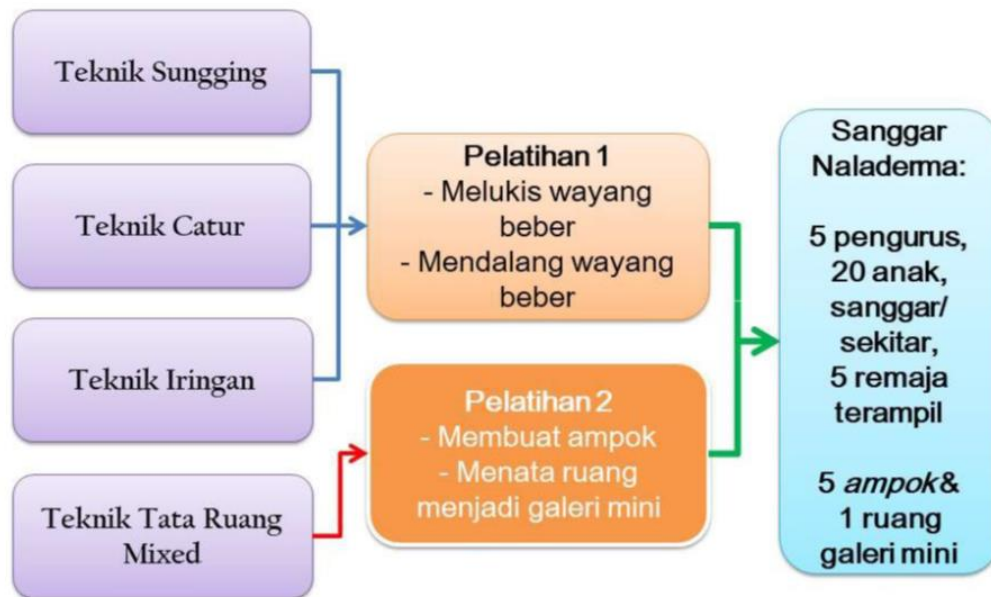 Teknik Sungging
Teknik Catur
Teknik Iringan
Teknik Tata Ruang
Mixed
Pelatihan 1
- Melukis wayang
beber
- Mendalang wayang
beber
Pelatihan 2
- Membuat ampok
- Menata ruang
menjadi galeri mini
Sanggar
Naladerma:
5 pengurus,
20 anak,
sanggar/
sekitar,
5 remaja
terampil
5 ampok&
1 ruang
galeri mini